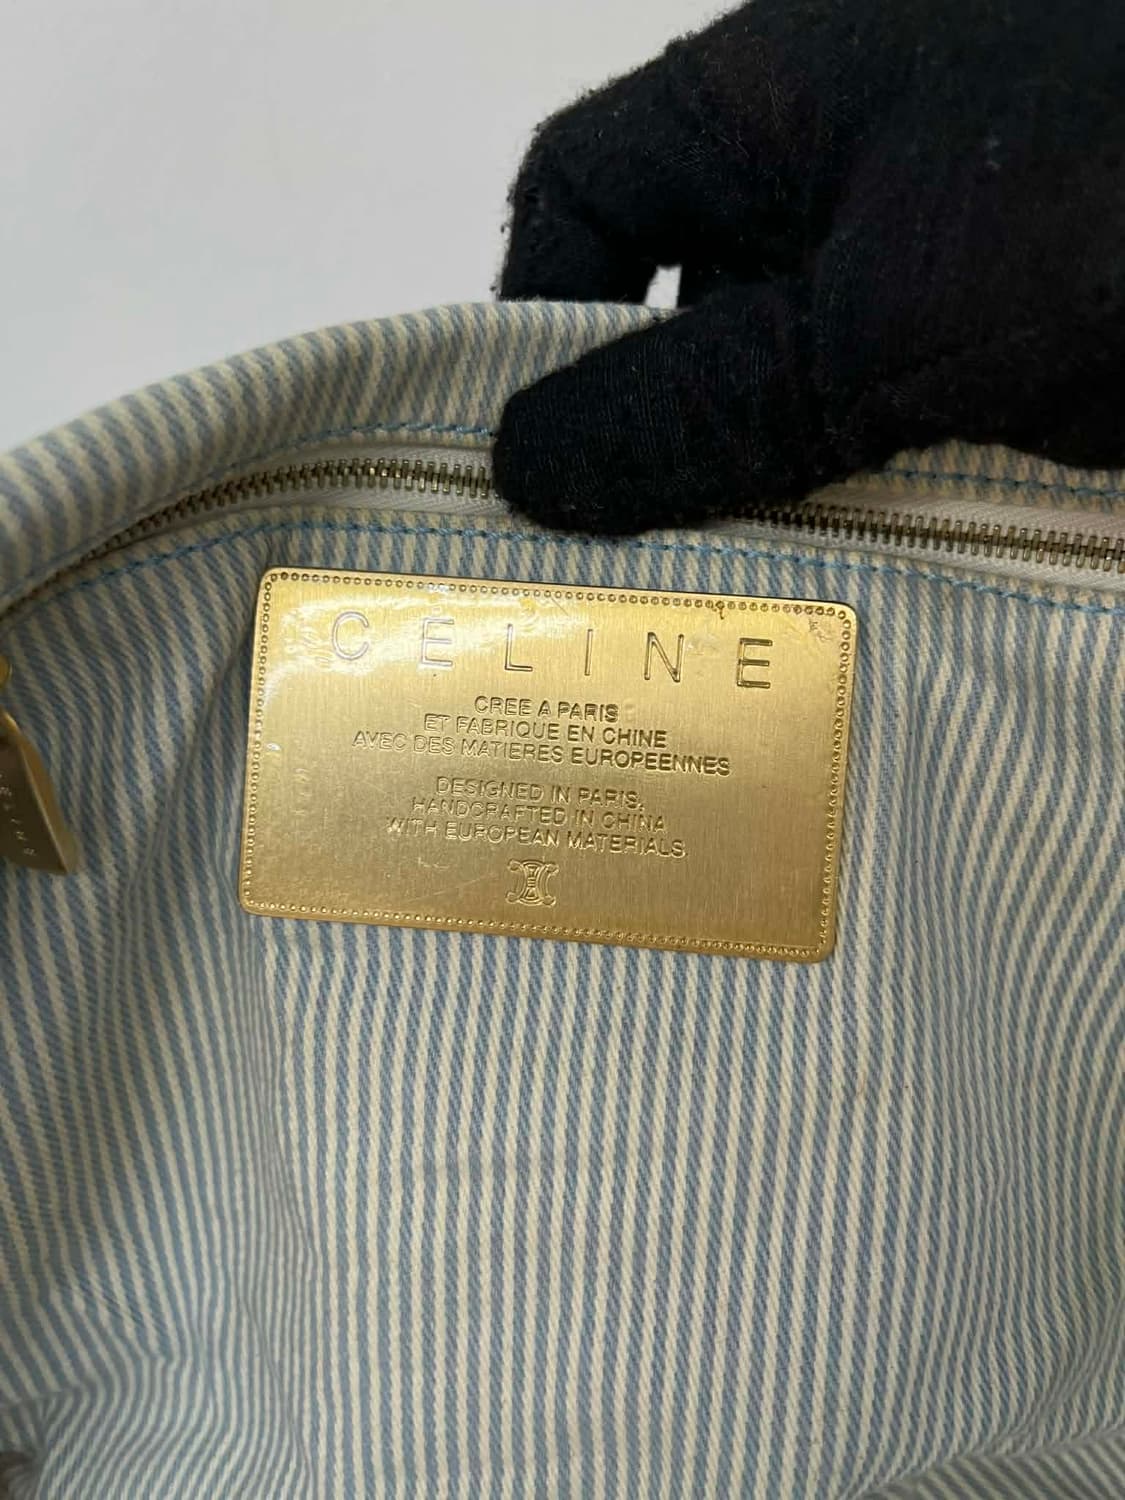 CELINE
CREE A PARIS
ET FABRIQUE EN CHINE
AVEC DES MATIERES EUROPEENNES
DESIGNED IN PARIS,
HANDCRAFTED IN CHINA
WITH EUROPEAN MATERIALS.